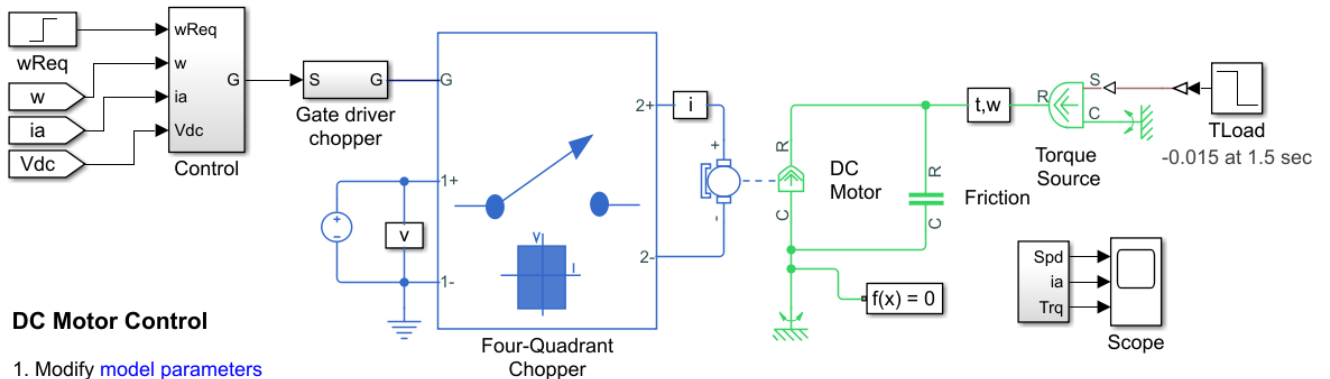 wReq
w
ia
Vdc
wReq
w
ia
Vdc
G
Control
S
G
Gate driver
chopper
G
1+
1-
2+
2-
V
I
Four-Quadrant
Chopper
v
+
-
i
+
-
R
C
DC
Motor
R
C
Friction
t,w
R
S
C
Torque
Source
TLoad
-0.015 at 1.5 sec
f(x) = 0
Spd
ia
Trq
Scope
DC Motor Control
1. Modify model parameters